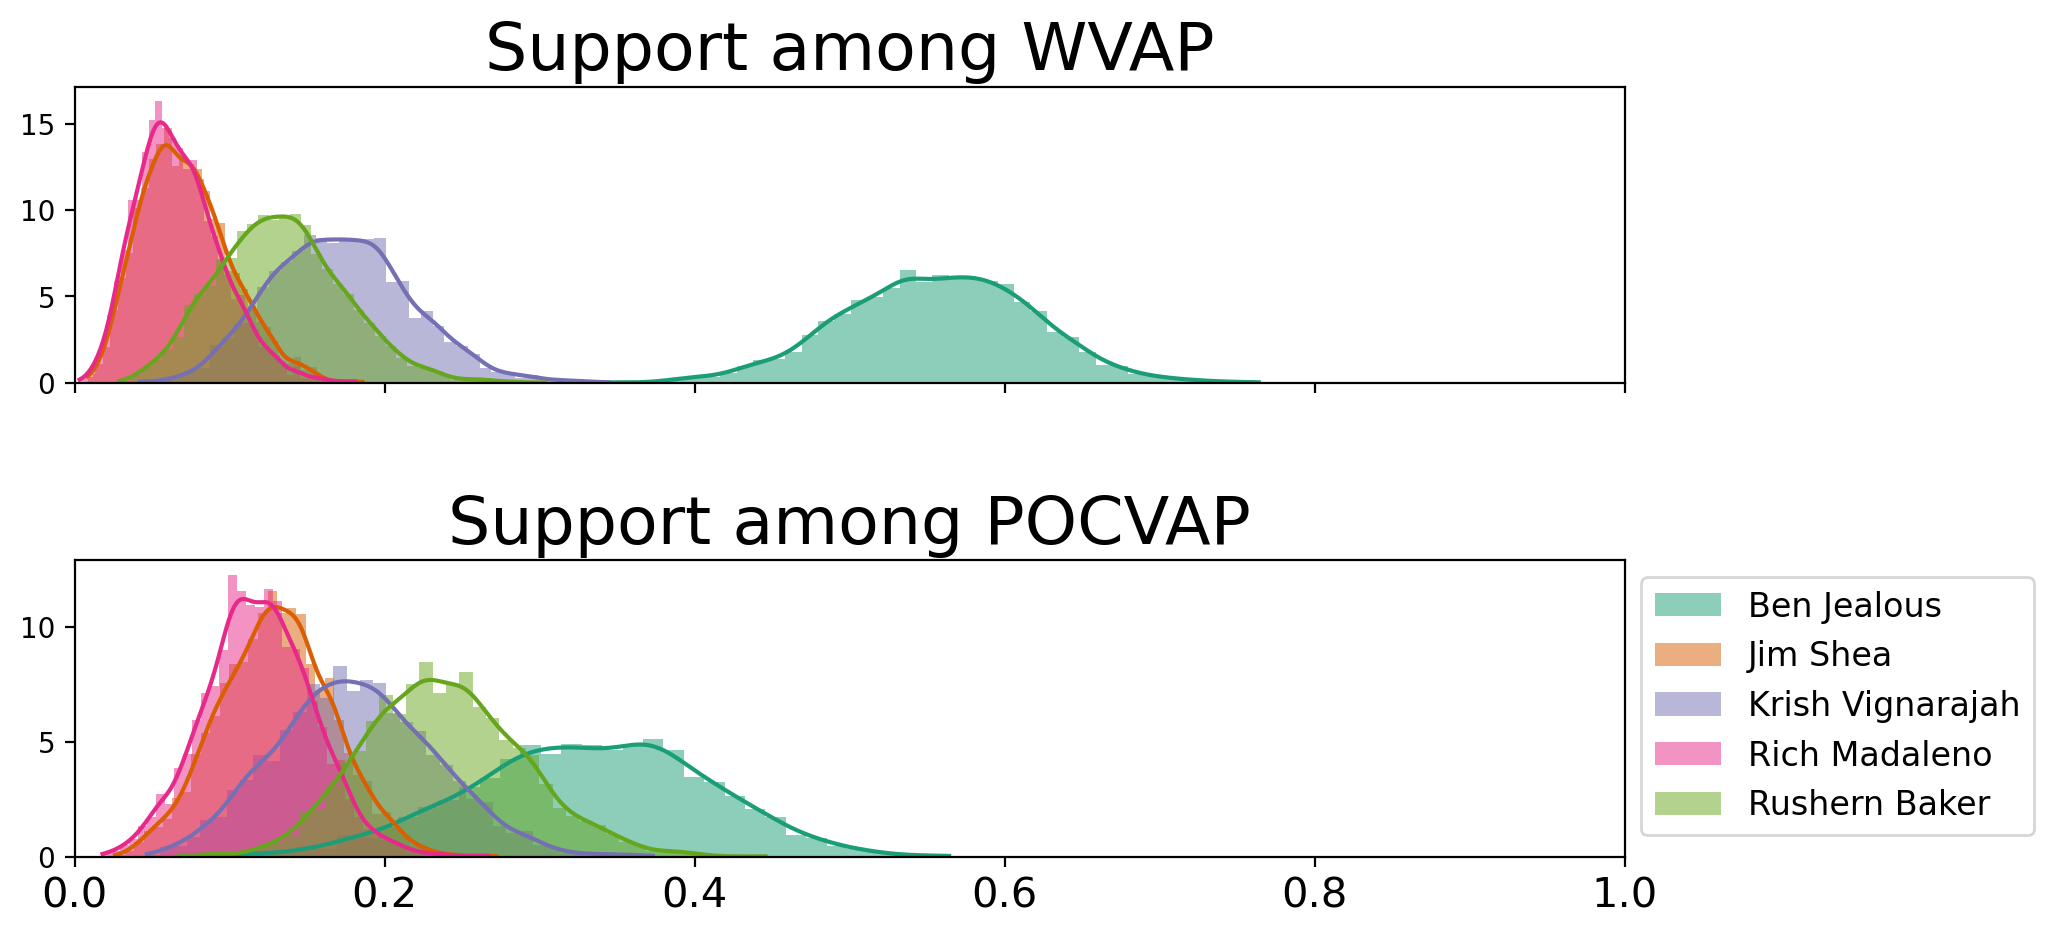 Support among WVAP
15
10
5
0
Support among POCVAP
10
5
0
0.0 0.2 0.4 0.6 0.8 1.0
Ben Jealous
Jim Shea
Krish Vignarajah
Rich Madaleno
Rushern Baker